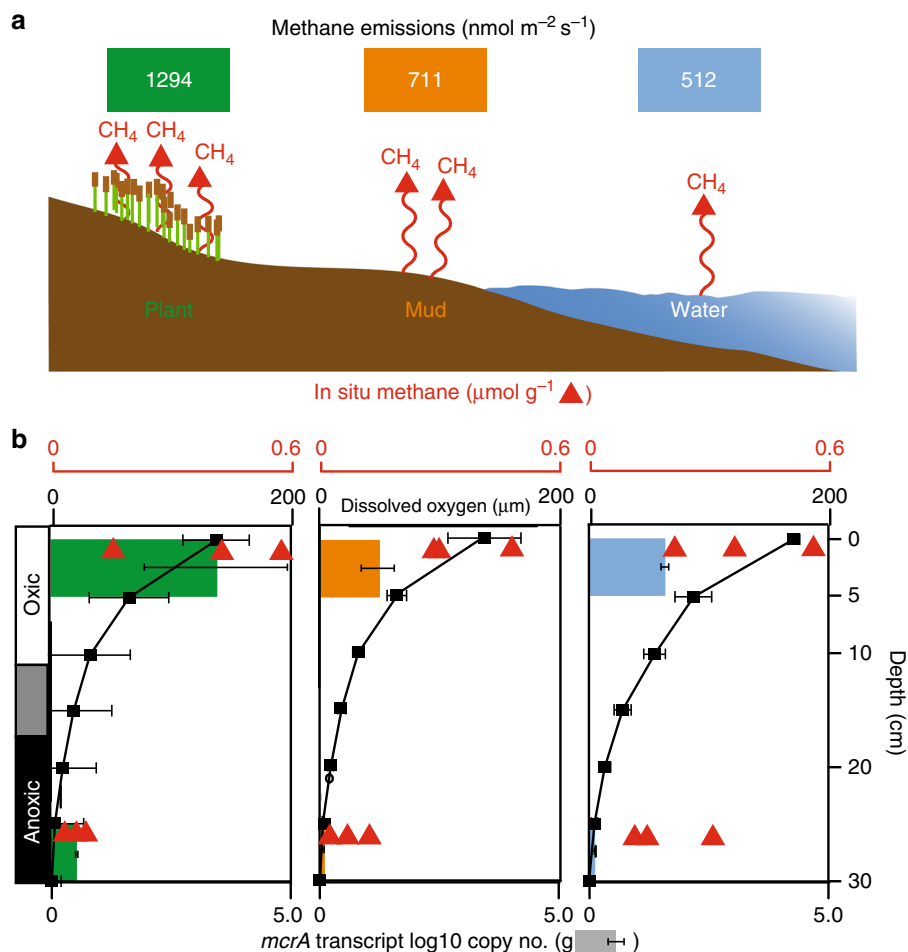 a
Methane emissions (nmol m⁻² s⁻¹)
1294 711 512
CH₄ CH₄ CH₄ CH₄ CH₄ CH₄
Plant Mud Water
In situ methane (μmol g⁻¹ )
b
0 0.6 0 0.6 0 0.6
0 200 0 Dissolved oxygen (μm) 200 0 200
Oxic
Anoxic
0
5
10
20
30
Depth (cm)
0 5.0 0 5.0 0 5.0
mcrA transcript log10 copy no. (g )